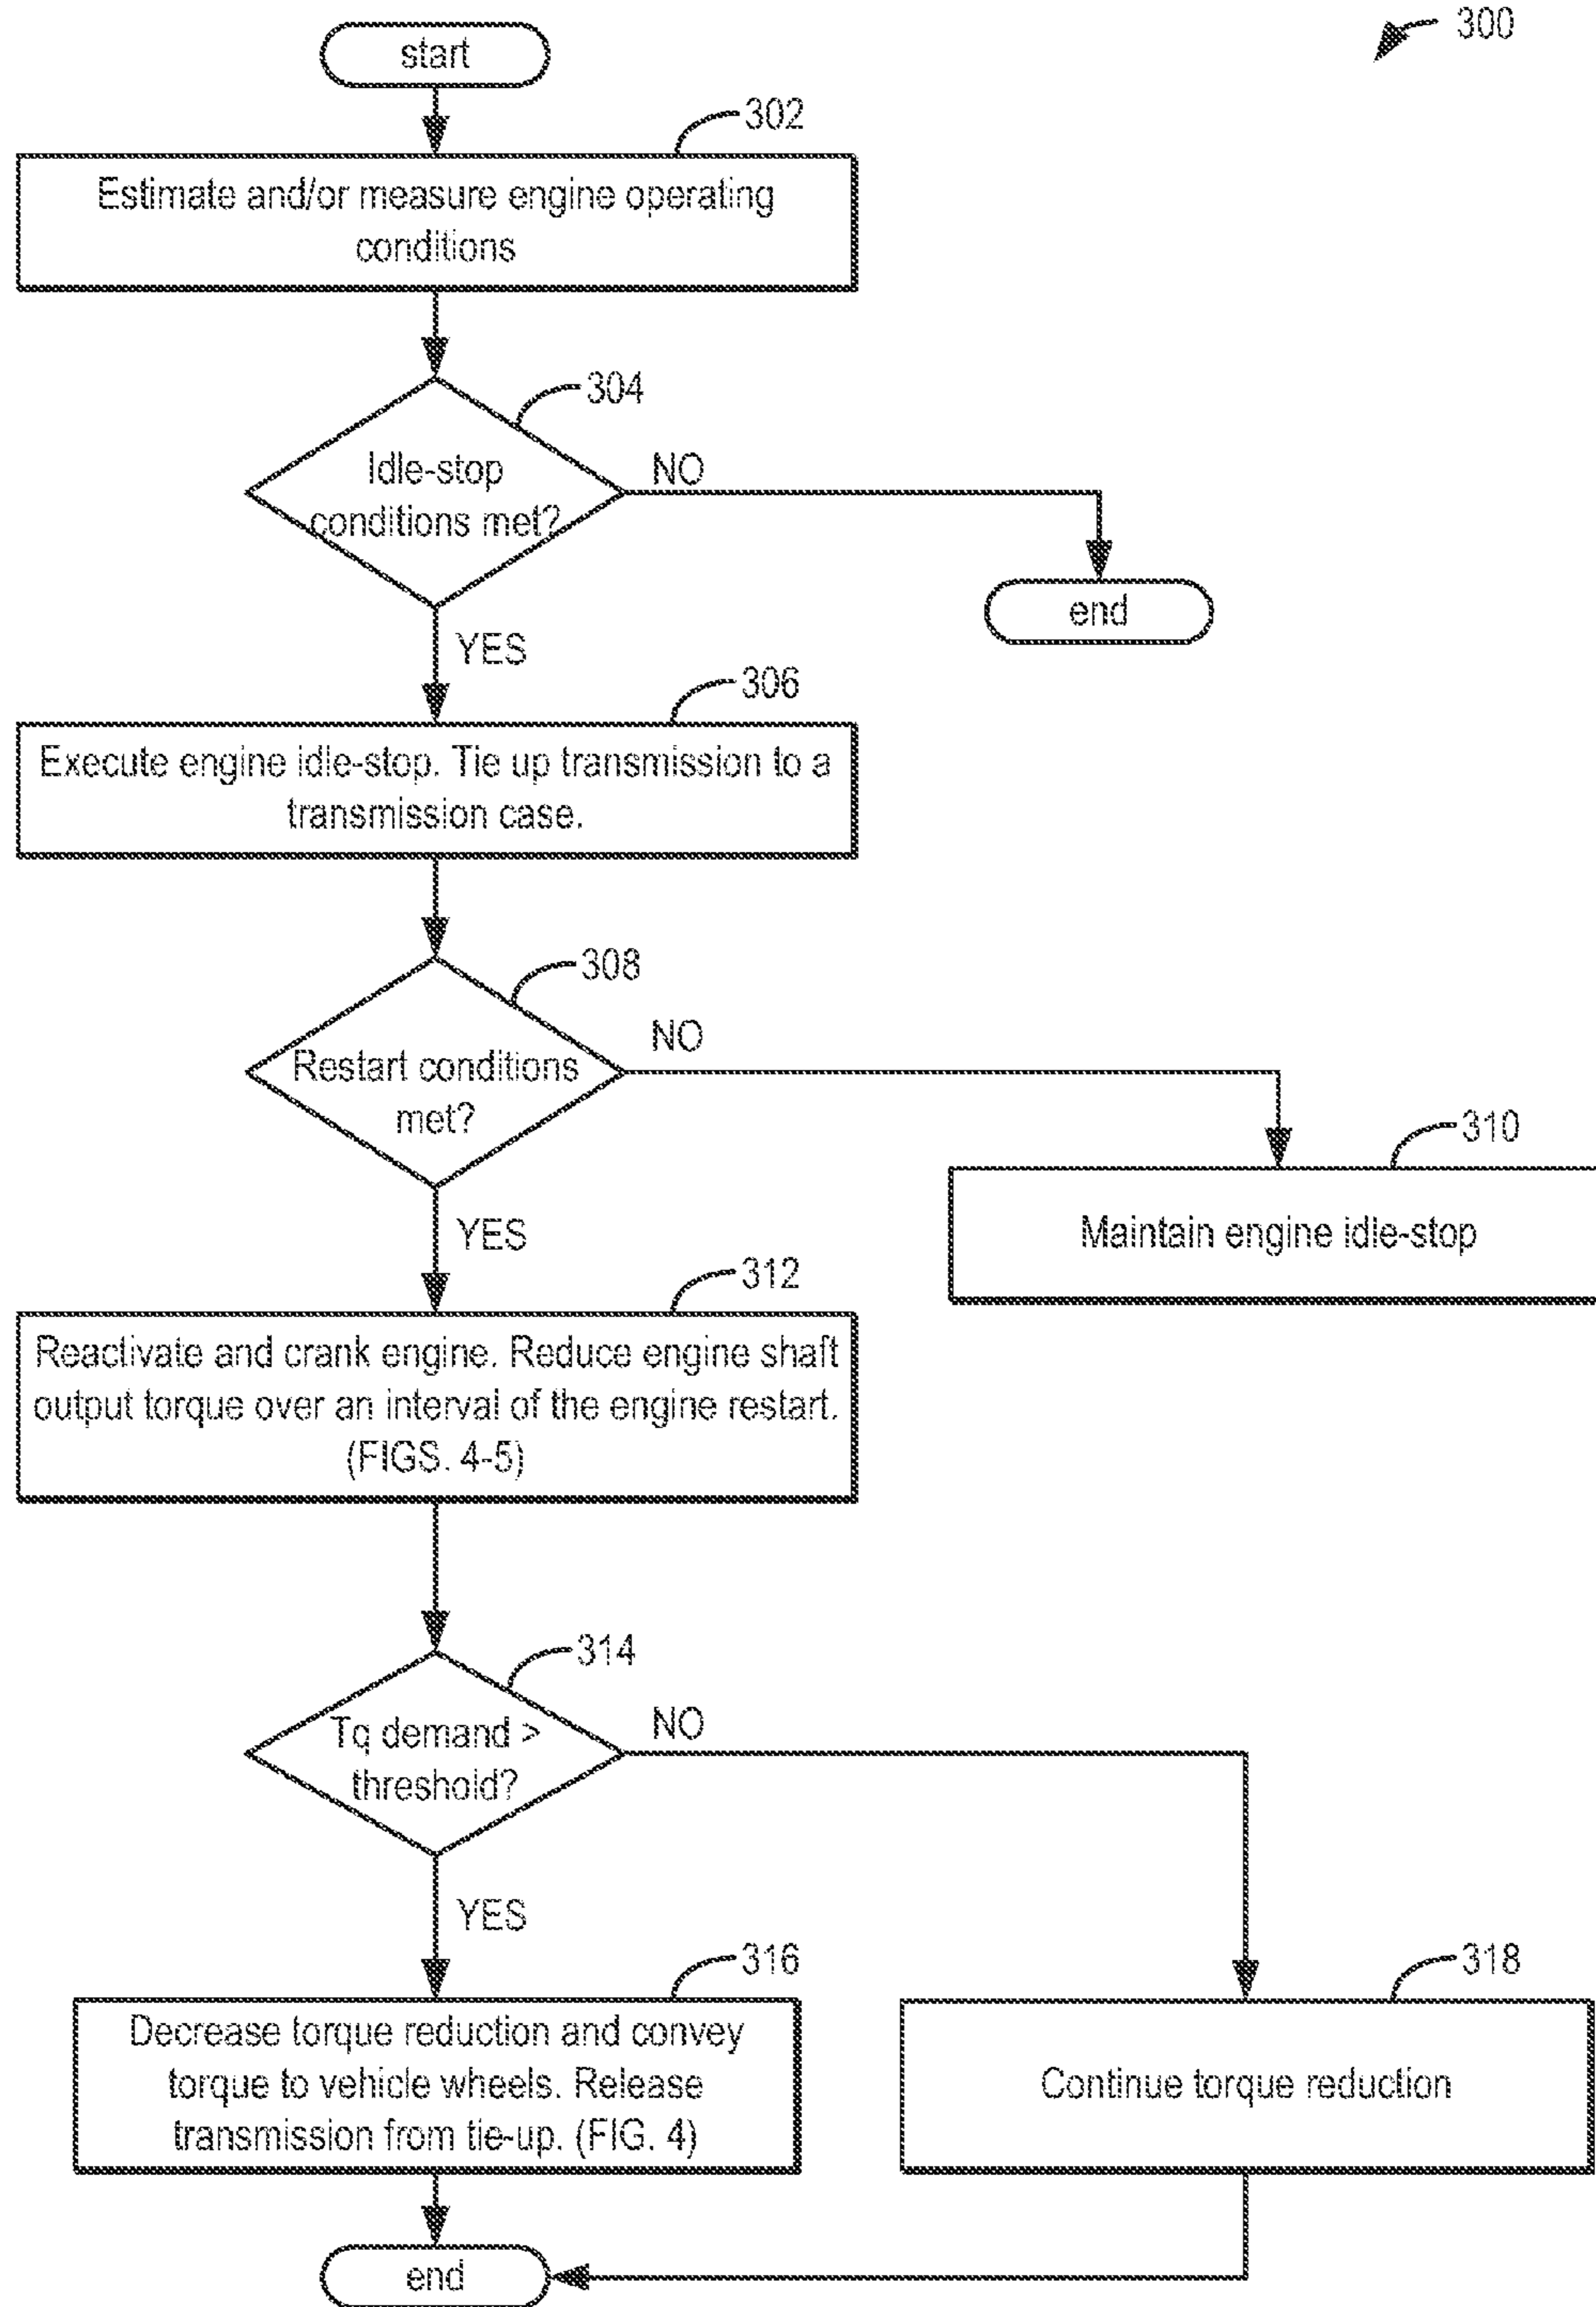 300
start
302
Estimate and/or measure engine operating
conditions
304
Idle-stop
conditions met?
NO
end
YES
306
Execute engine idle-stop. Tie up transmission to a
transmission case.
308
Restart conditions
met?
NO
310
Maintain engine idle-stop
YES
312
Reactivate and crank engine. Reduce engine shaft
output torque over an interval of the engine restart.
(FIGS. 4-5)
314
Tq demand >
threshold?
NO
YES
316
Decrease torque reduction and convey
torque to vehicle wheels. Release
transmission from tie-up. (FIG. 4)
318
Continue torque reduction
end